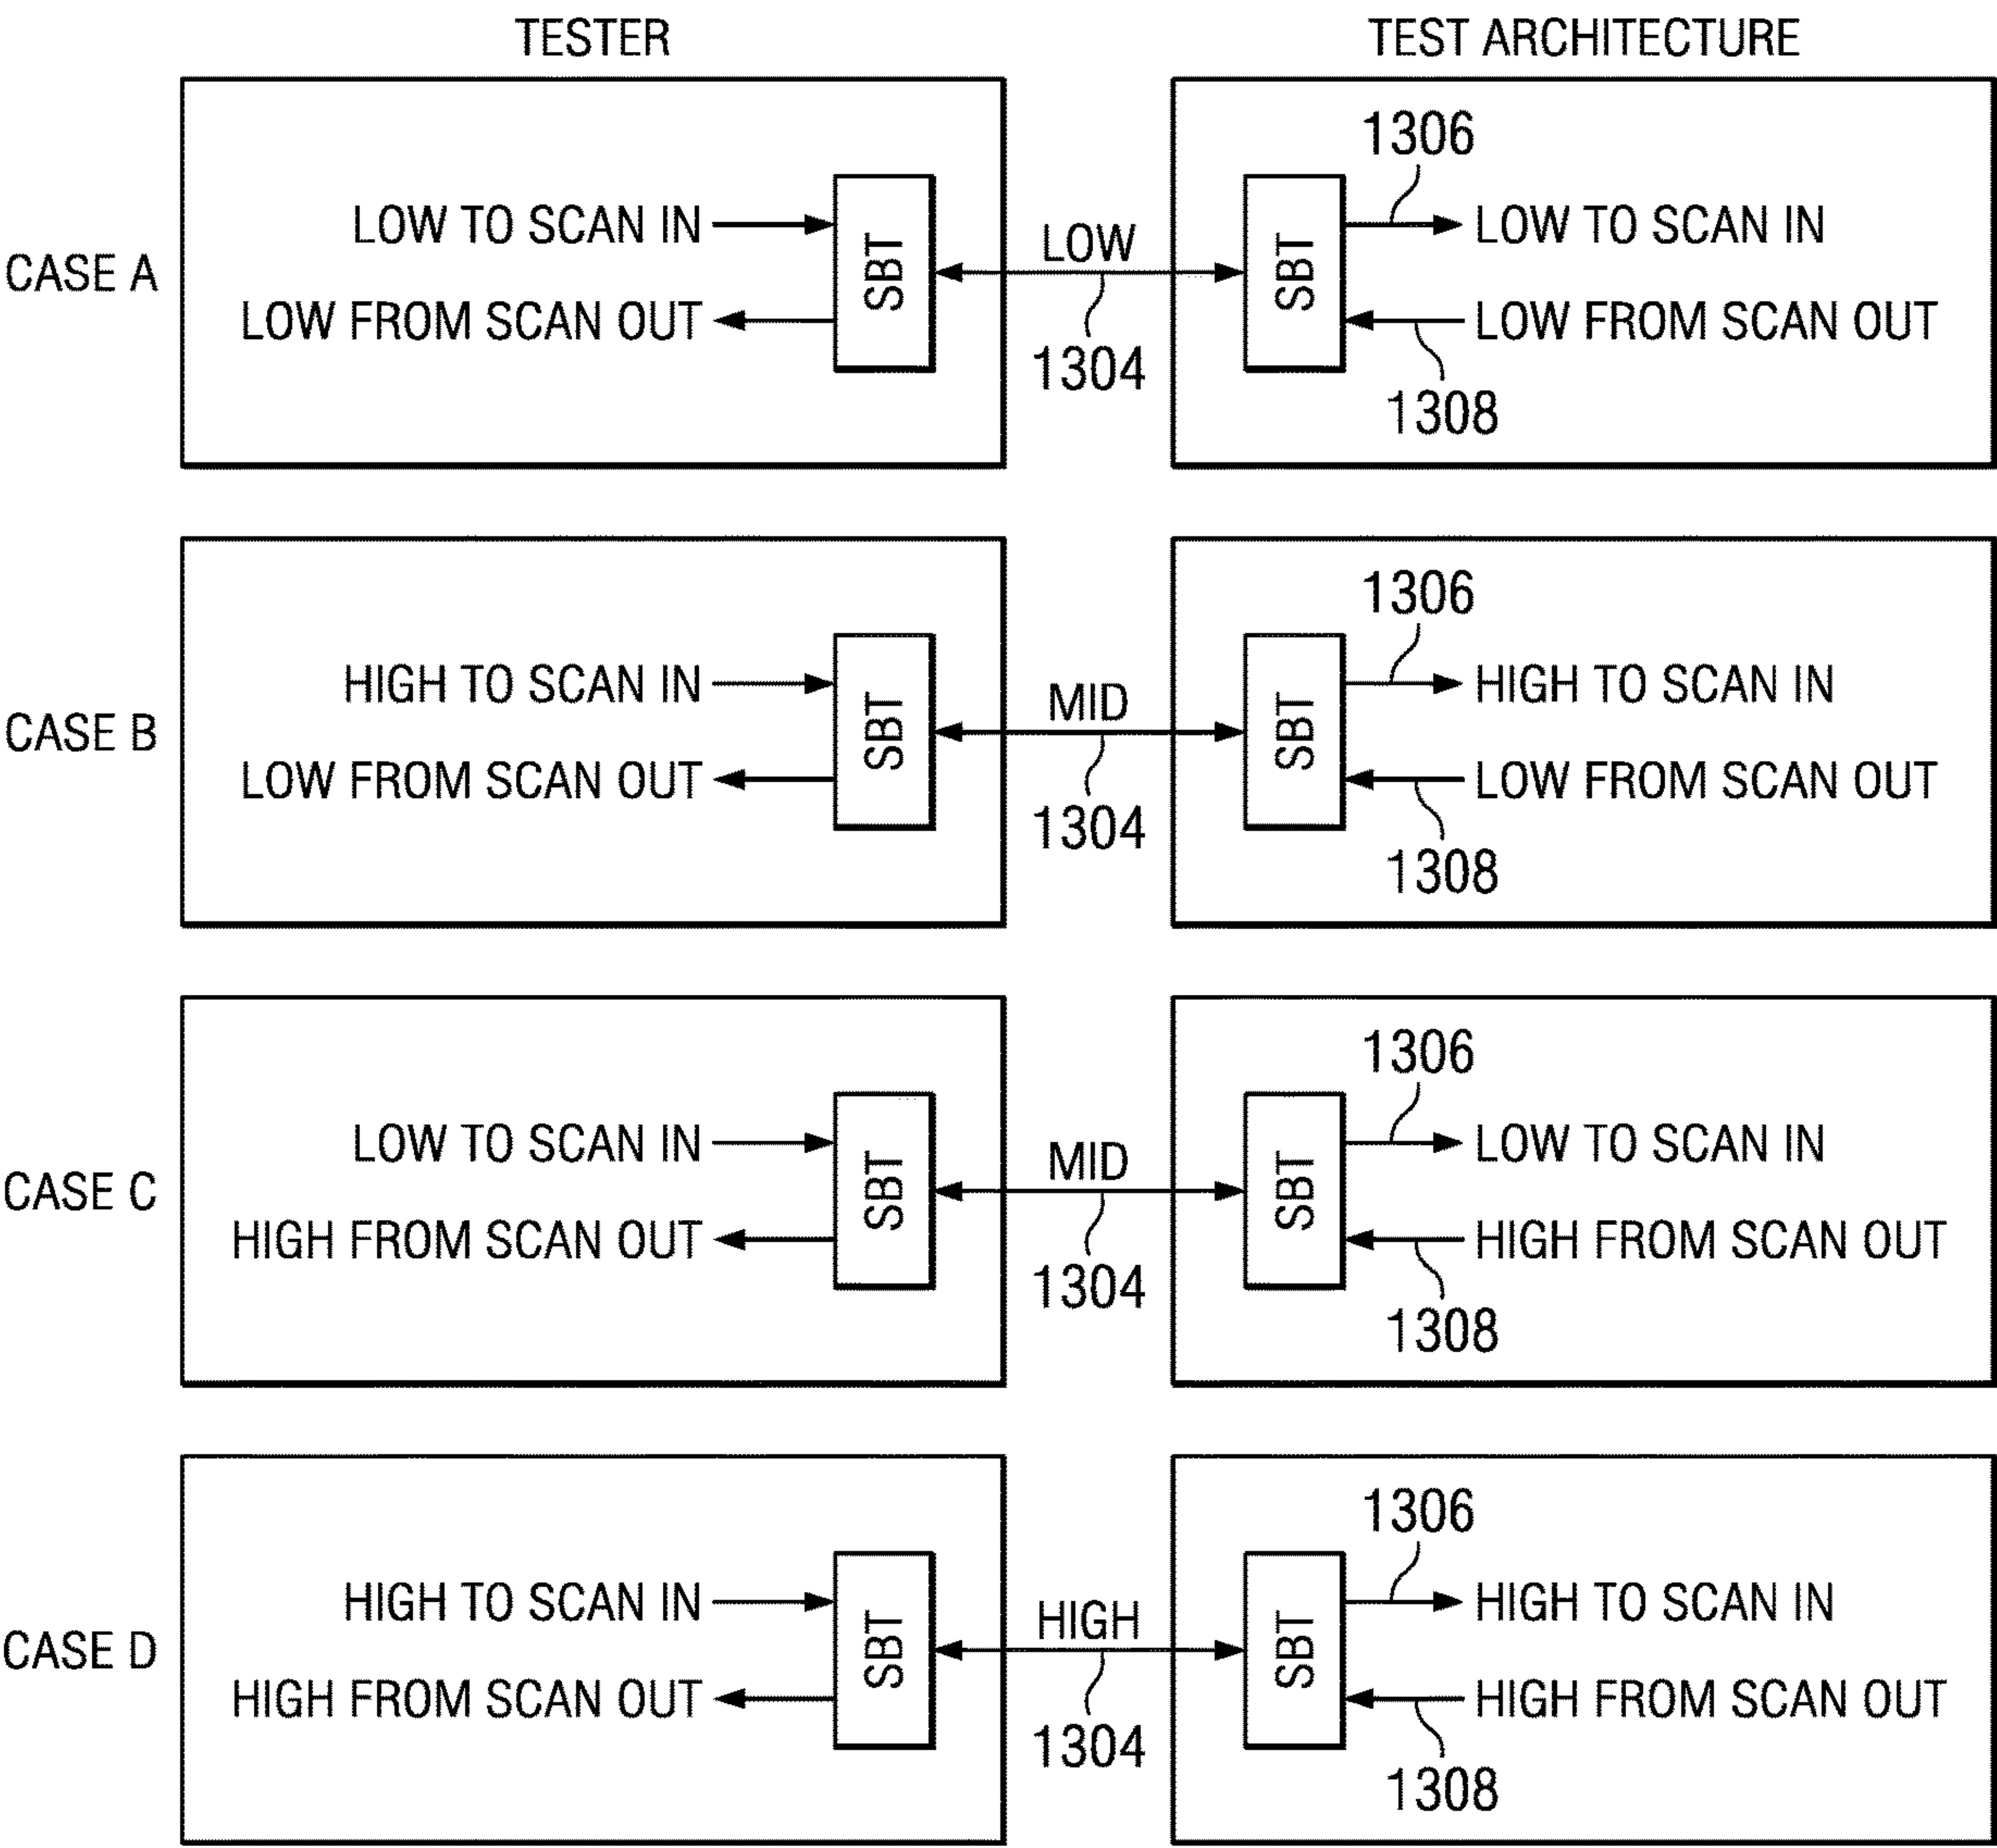 TESTER
TEST ARCHITECTURE
CASE A
LOW TO SCAN IN
LOW FROM SCAN OUT
SBT
LOW
1304
SBT
1306
LOW TO SCAN IN
LOW FROM SCAN OUT
1308
CASE B
HIGH TO SCAN IN
LOW FROM SCAN OUT
SBT
MID
1304
SBT
1306
HIGH TO SCAN IN
LOW FROM SCAN OUT
1308
CASE C
LOW TO SCAN IN
HIGH FROM SCAN OUT
SBT
MID
1304
SBT
1306
LOW TO SCAN IN
HIGH FROM SCAN OUT
1308
CASE D
HIGH TO SCAN IN
HIGH FROM SCAN OUT
SBT
HIGH
1304
SBT
1306
HIGH TO SCAN IN
HIGH FROM SCAN OUT
1308